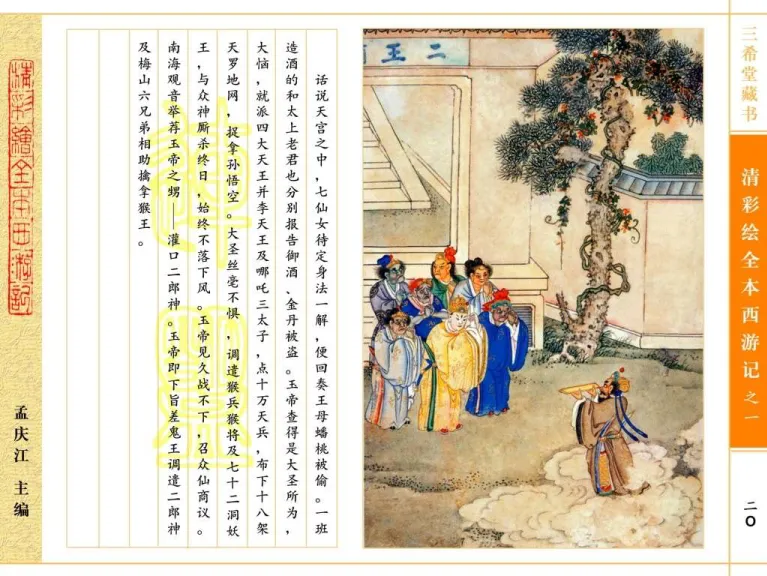 三希堂藏书
清彩绘全本西游记之一
二〇
二王
话说天宫之中，七仙女待定身法一解，便回奏王母蟠桃被偷。一班
造酒的和太上老君也分别报告御酒、金丹被盗。玉帝查得是大圣所为，
大恼，就派四大天王并李天王及哪吒三太子，点十万天兵，布下十八架
天罗地网，捉拿孙悟空。大圣丝毫不惧，调遣猴兵猴将及七十二洞妖
王，与众神厮杀终日，始终不落下风。玉帝见久战不下，召众仙商议。
南海观音举荐玉帝之甥——灌口二郎神。玉帝即下旨差鬼王调遣二郎神
及梅山六兄弟相助擒拿猴王。
清彩绘全本西游记
孟庆江 主编